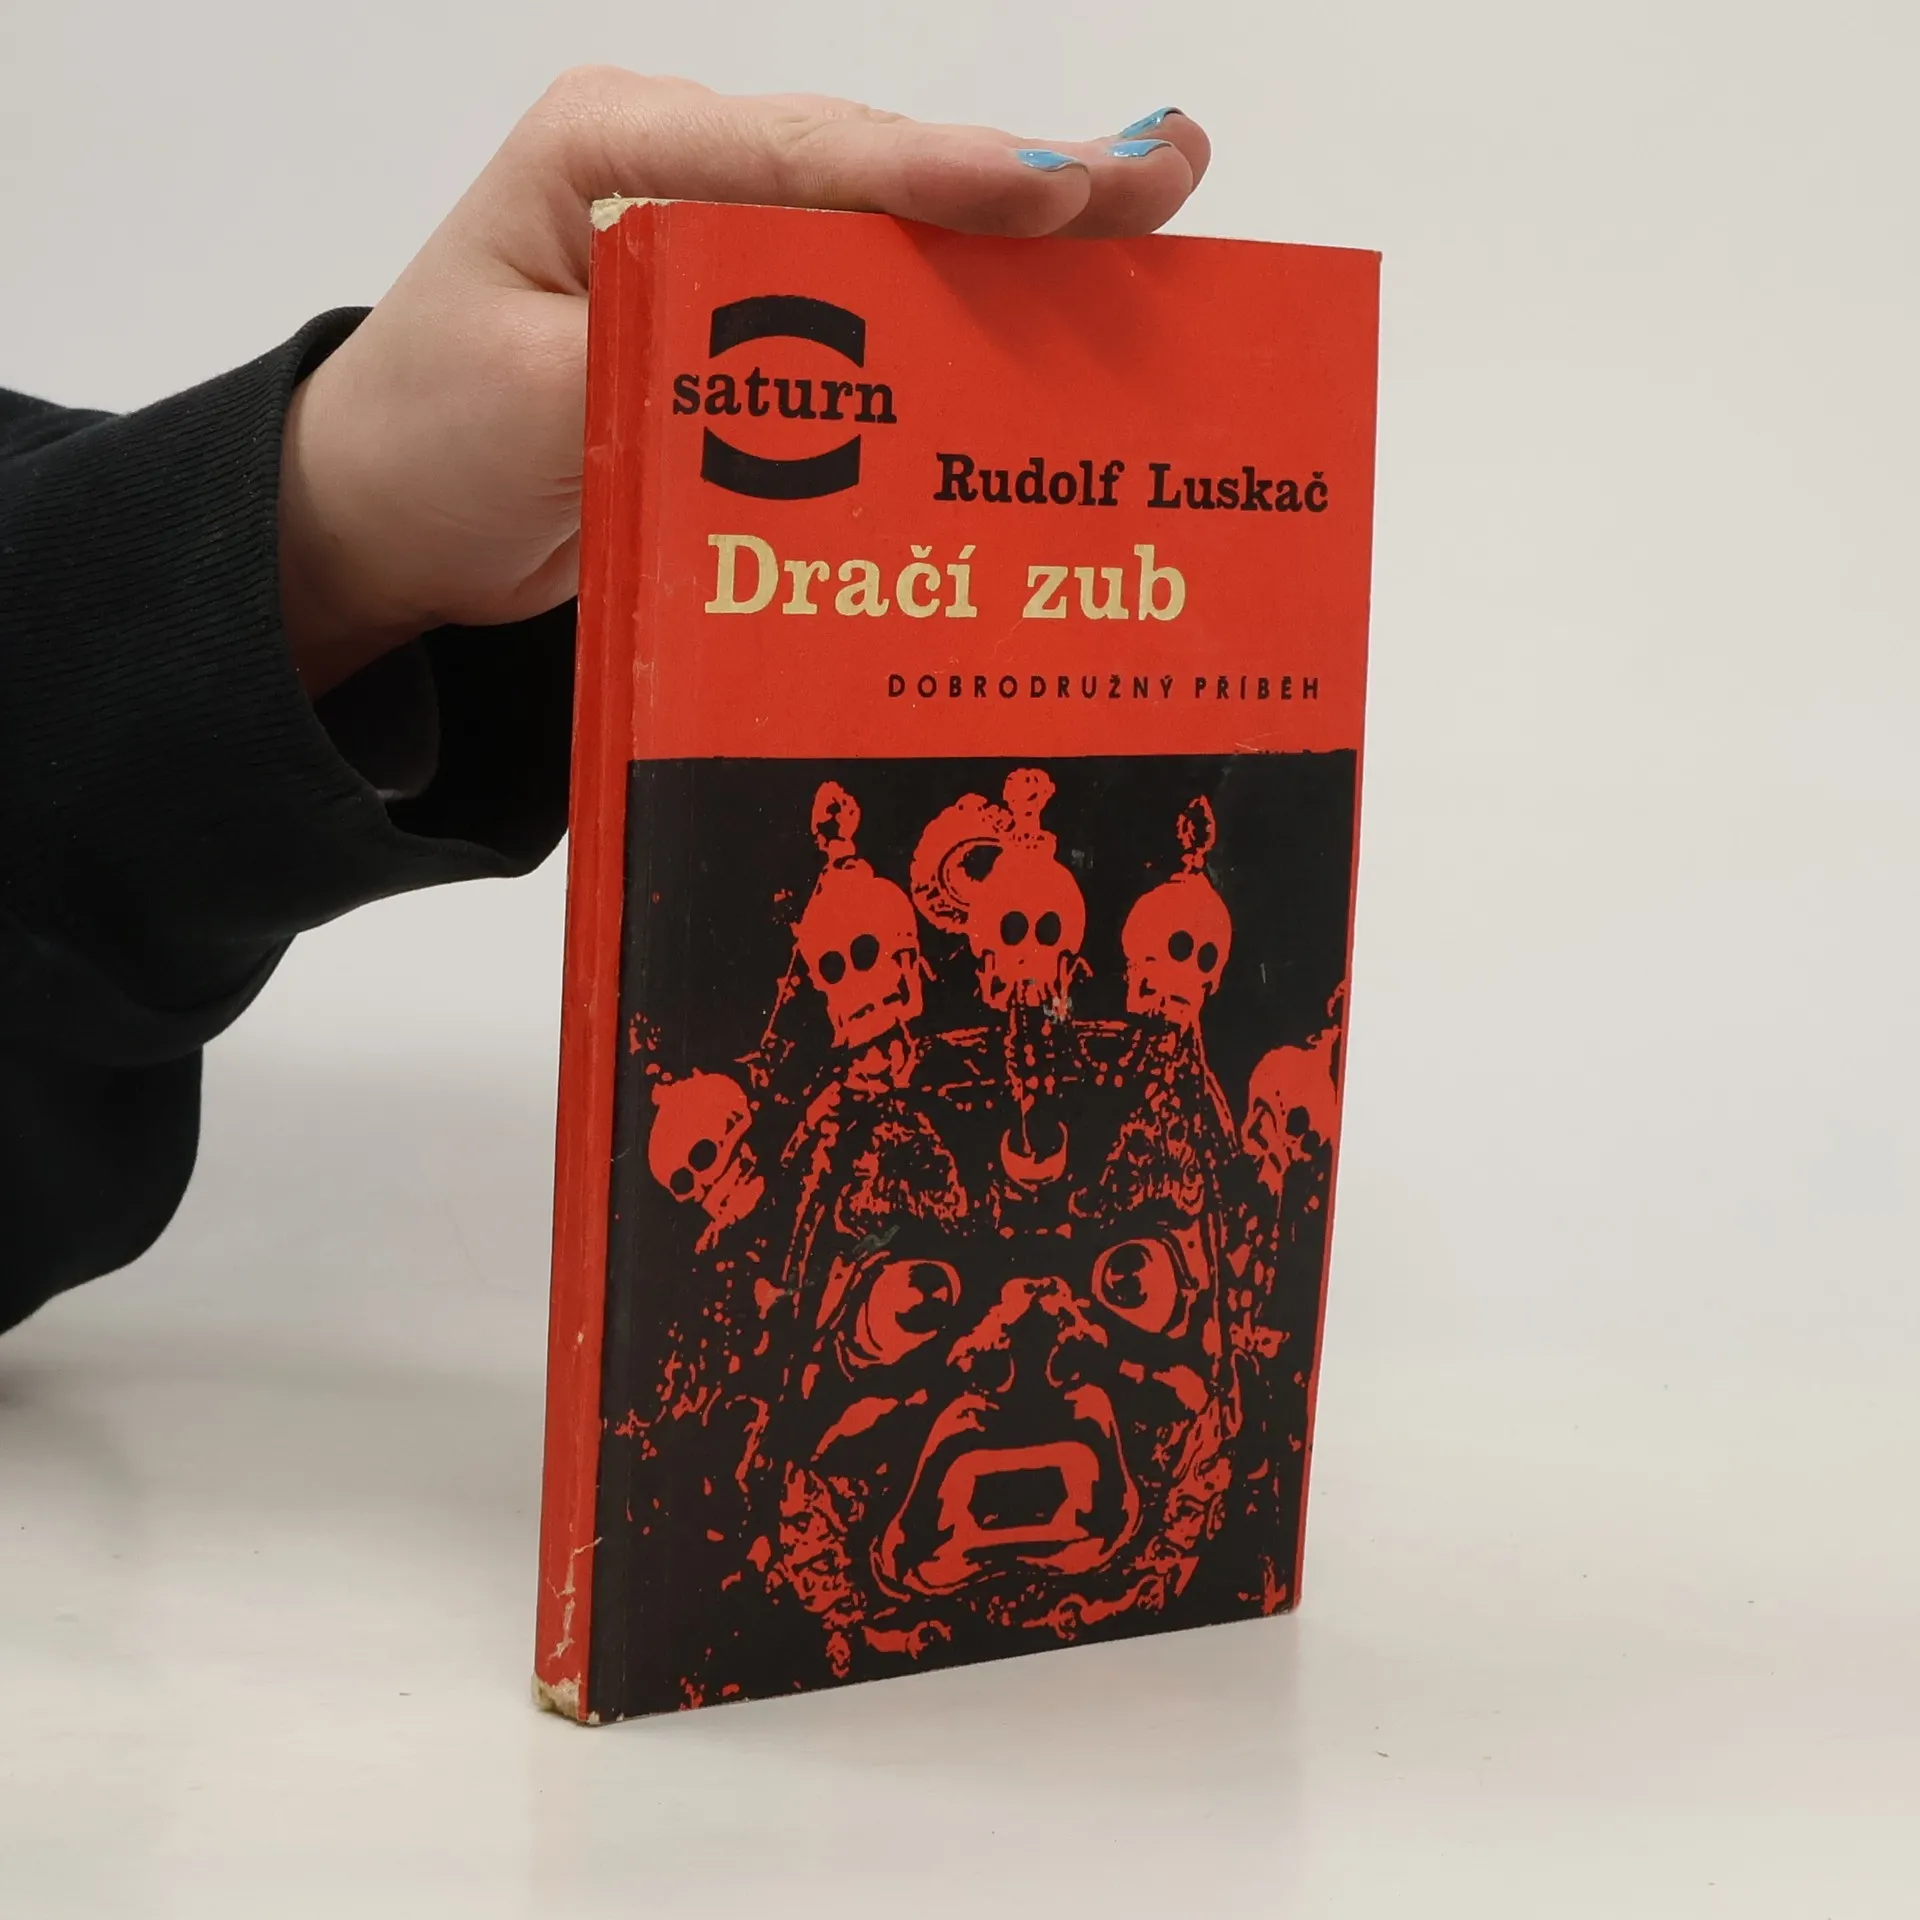 saturn
Rudolf Luskač
Dračí zub
DOBRODRUŽNÝ PŘÍBĚH